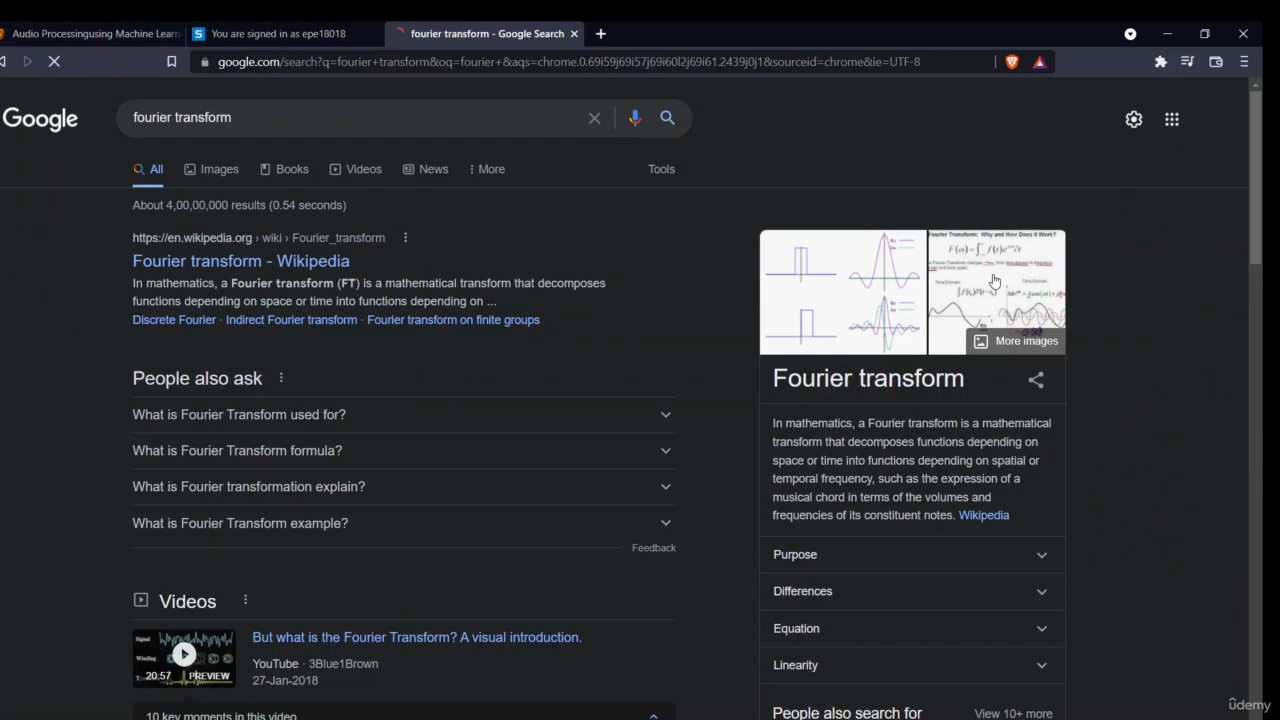 Audio Processingusing Machine Learn
You are signed in as epe18018
fourier transform - Google Search
google.com/search?q=fourier+transform&oq=fourier+&aqs=chrome.0.69i59j69i57j69i60l2j69i61.2439j0j1&sourceid=chrome&ie=UTF-8
Google
fourier transform
All
Images
Books
Videos
News
More
Tools
About 4,00,00,000 results (0.54 seconds)
https://en.wikipedia.org › wiki › Fourier_transform
Fourier transform - Wikipedia
In mathematics, a Fourier transform (FT) is a mathematical transform that decomposes
functions depending on space or time into functions depending on ...
Discrete Fourier · Indirect Fourier transform · Fourier transform on finite groups
People also ask
What is Fourier Transform used for?
What is Fourier Transform formula?
What is Fourier transformation explain?
What is Fourier Transform example?
Feedback
Videos
20:57
PREVIEW
But what is the Fourier Transform? A visual introduction.
YouTube · 3Blue1Brown
27-Jan-2018
10 key moments in this video
Fourier Transform: Why and How Does it Work?
More images
Fourier transform
In mathematics, a Fourier transform is a mathematical
transform that decomposes functions depending on
space or time into functions depending on spatial or
temporal frequency, such as the expression of a
musical chord in terms of the volumes and
frequencies of its constituent notes. Wikipedia
Purpose
Differences
Equation
Linearity
People also search for
View 10+ more
udemy